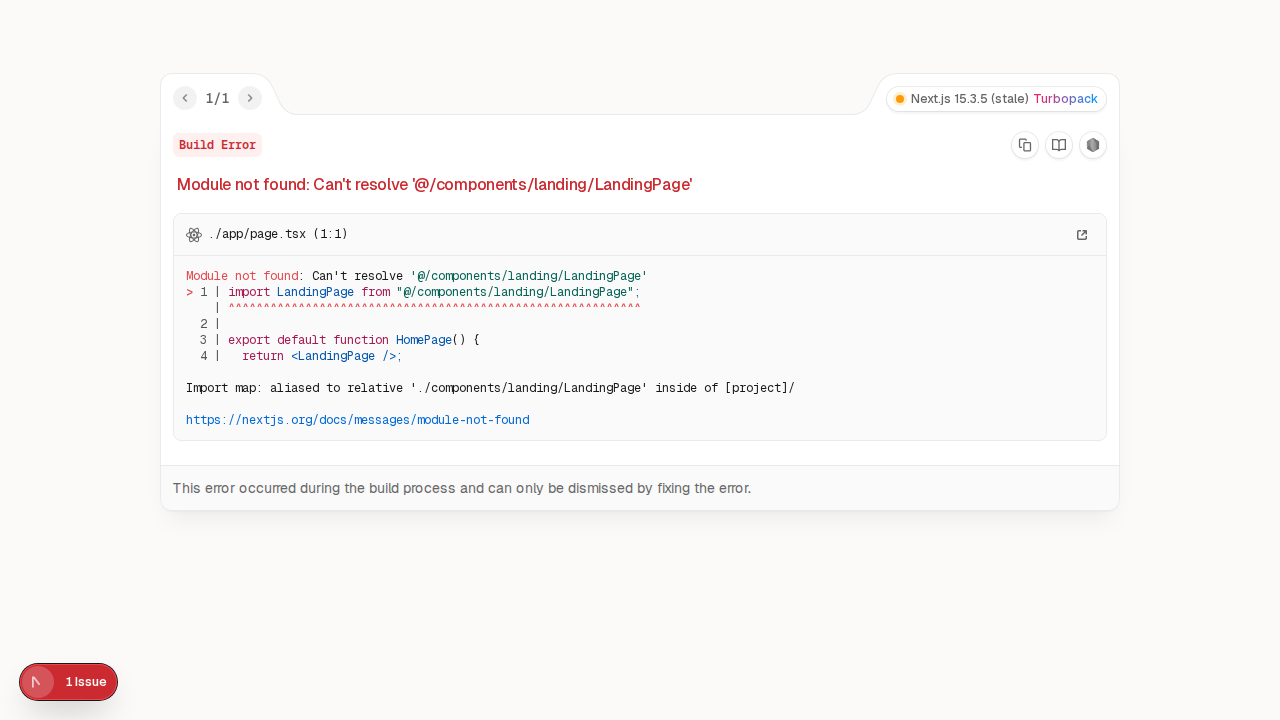 1/1
Next.js 15.3.5 (stale) Turbopack
Build Error
Module not found: Can't resolve '@/components/landing/LandingPage'
./app/page.tsx (1:1)
Module not found: Can't resolve '@/components/landing/LandingPage'
> 1 | import LandingPage from "@/components/landing/LandingPage";
    | ^^^^^^^^^^^^^^^^^^^^^^^^^^^^^^^^^^^^^^^^^^^^^^^^^^^^^^^^^^^
  2 |
  3 | export default function HomePage() {
  4 |   return <LandingPage />;
Import map: aliased to relative './components/landing/LandingPage' inside of [project]/
https://nextjs.org/docs/messages/module-not-found
This error occurred during the build process and can only be dismissed by fixing the error.
1 Issue